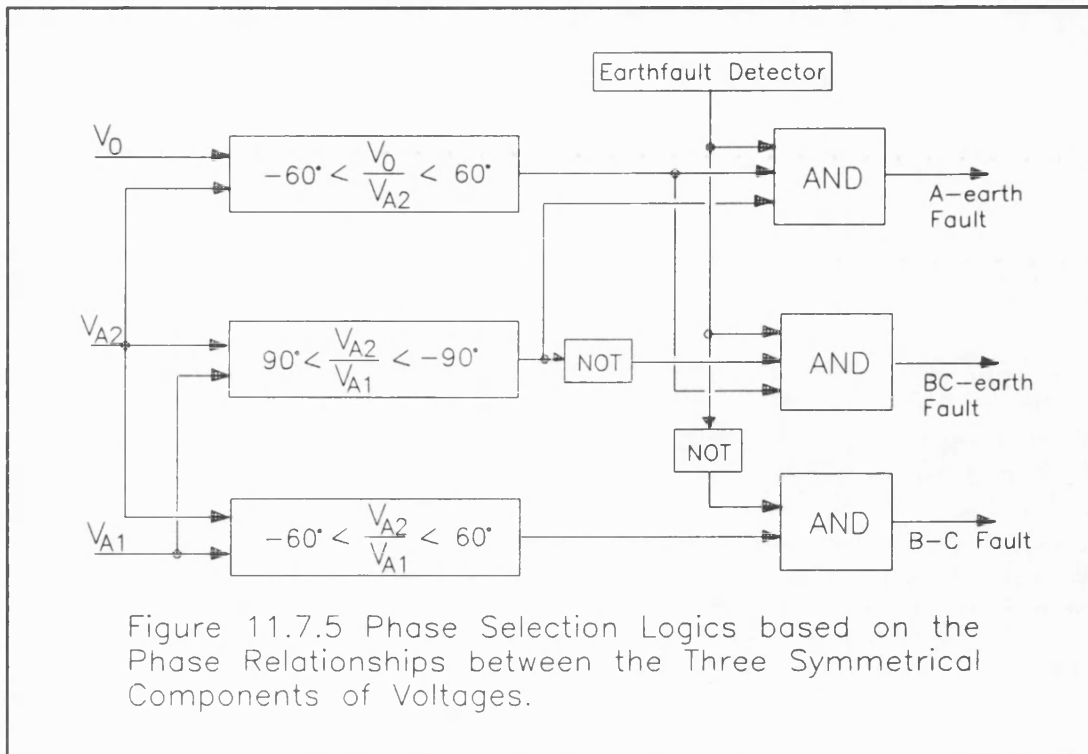 Earthfault Detector
V0
-60° < V0/VA2 < 60°
AND
A-earth
Fault
VA2
90° < VA2/VA1 < -90°
NOT
AND
BC-earth
Fault
NOT
VA1
-60° < VA2/VA1 < 60°
AND
B-C Fault
Figure 11.7.5 Phase Selection Logics based on the
Phase Relationships between the Three Symmetrical
Components of Voltages.